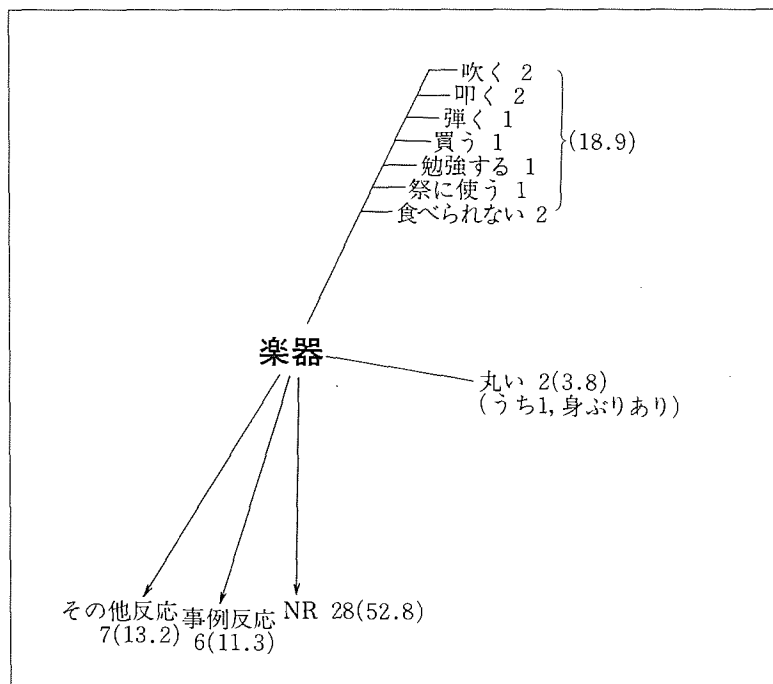 吹く 2
叩く 2
弾く 1
買う 1
勉強する 1
祭に使う 1
食べられない 2
(18.9)
楽器
丸い 2(3.8)
(うち1,身ぶりあり)
その他反応
7(13.2)
事例反応
6(11.3)
NR 28(52.8)